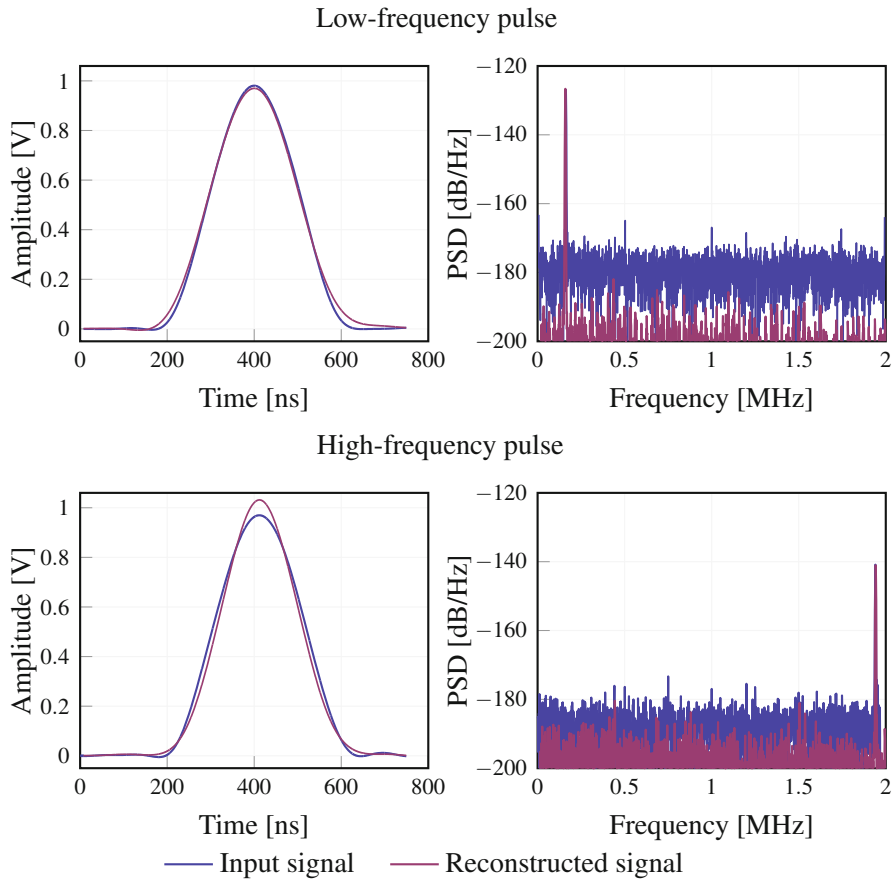 Low-frequency pulse
1
0.8
0.6
0.4
0.2
0
0 200 400 600 800
Amplitude [V]
Time [ns]
−120
−140
−160
−180
−200
0 0.5 1 1.5 2
PSD [dB/Hz]
Frequency [MHz]
High-frequency pulse
1
0.8
0.6
0.4
0.2
0
0 200 400 600 800
Amplitude [V]
Time [ns]
−120
−140
−160
−180
−200
0 0.5 1 1.5 2
PSD [dB/Hz]
Frequency [MHz]
Input signal Reconstructed signal